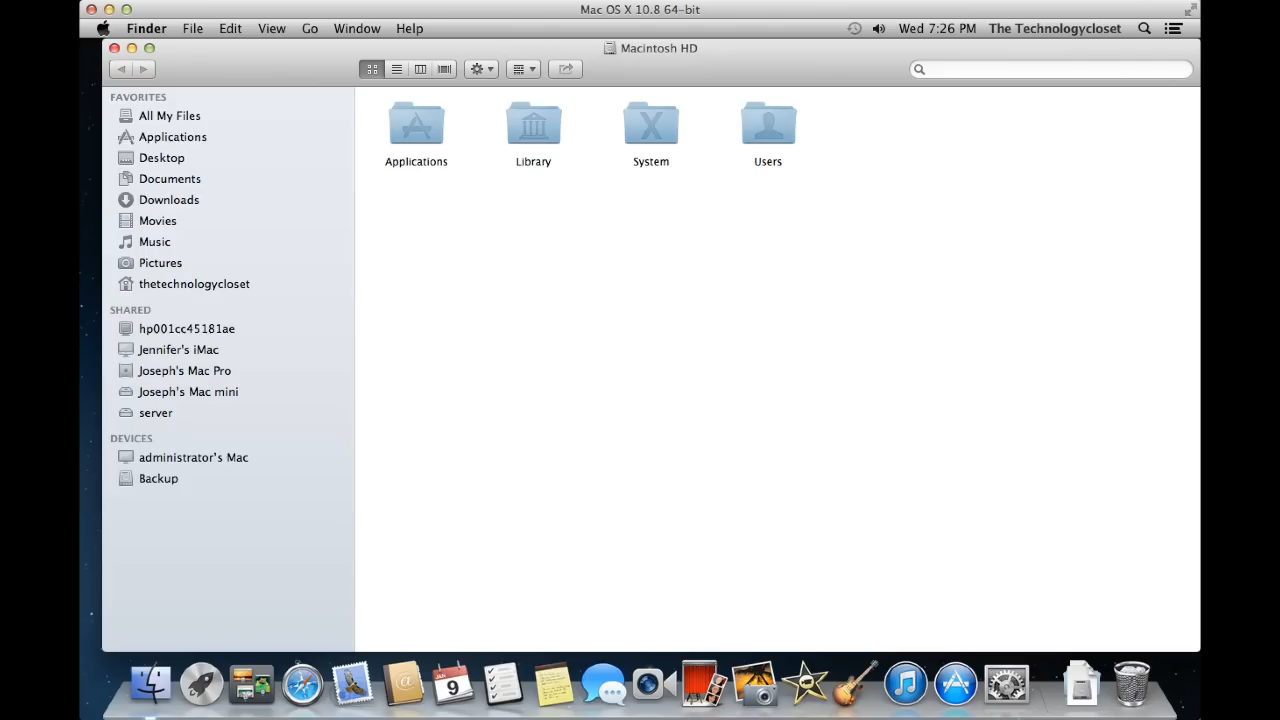 Mac OS X 10.8 64-bit
Finder File Edit View Go Window Help Wed 7:26 PM The Technologycloset
Macintosh HD
FAVORITES
All My Files
Applications
Desktop
Documents
Downloads
Movies
Music
Pictures
thetechnologycloset
SHARED
hp001cc45181ae
Jennifer's iMac
Joseph's Mac Pro
Joseph's Mac mini
server
DEVICES
administrator's Mac
Backup
Applications Library System Users
JAN
9